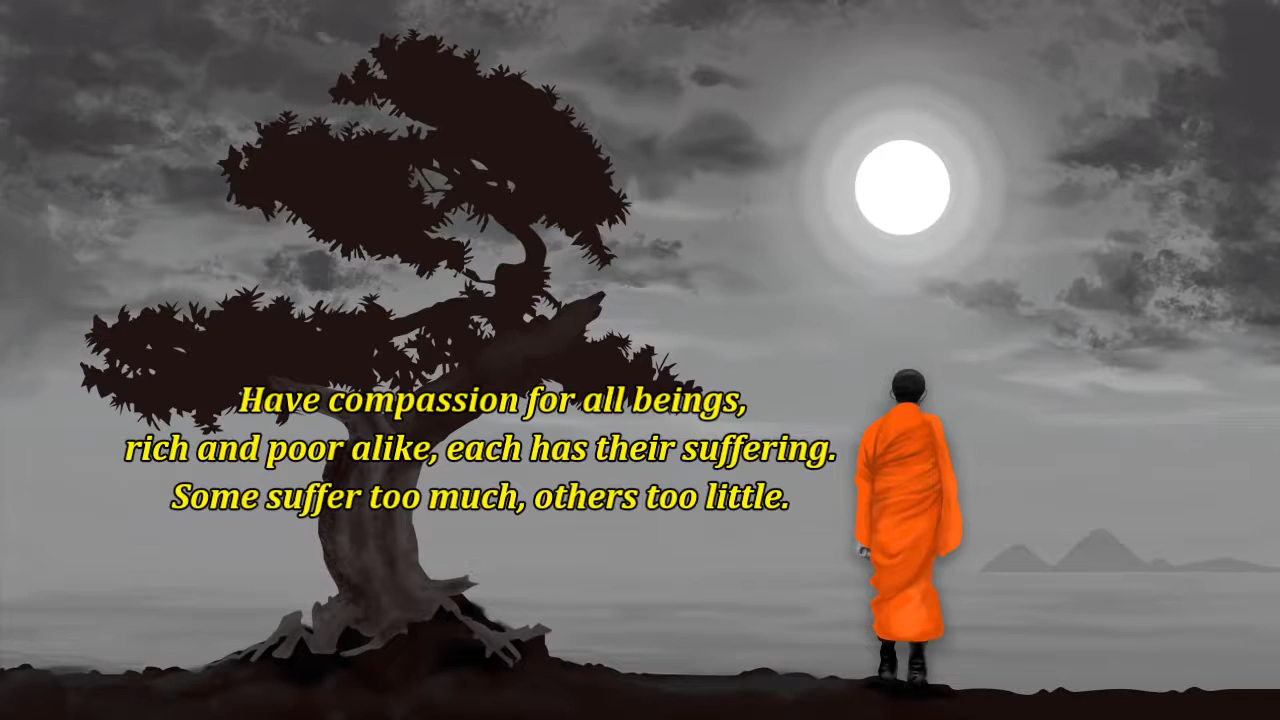 Have compassion for all beings,
rich and poor alike, each has their suffering.
Some suffer too much, others too little.